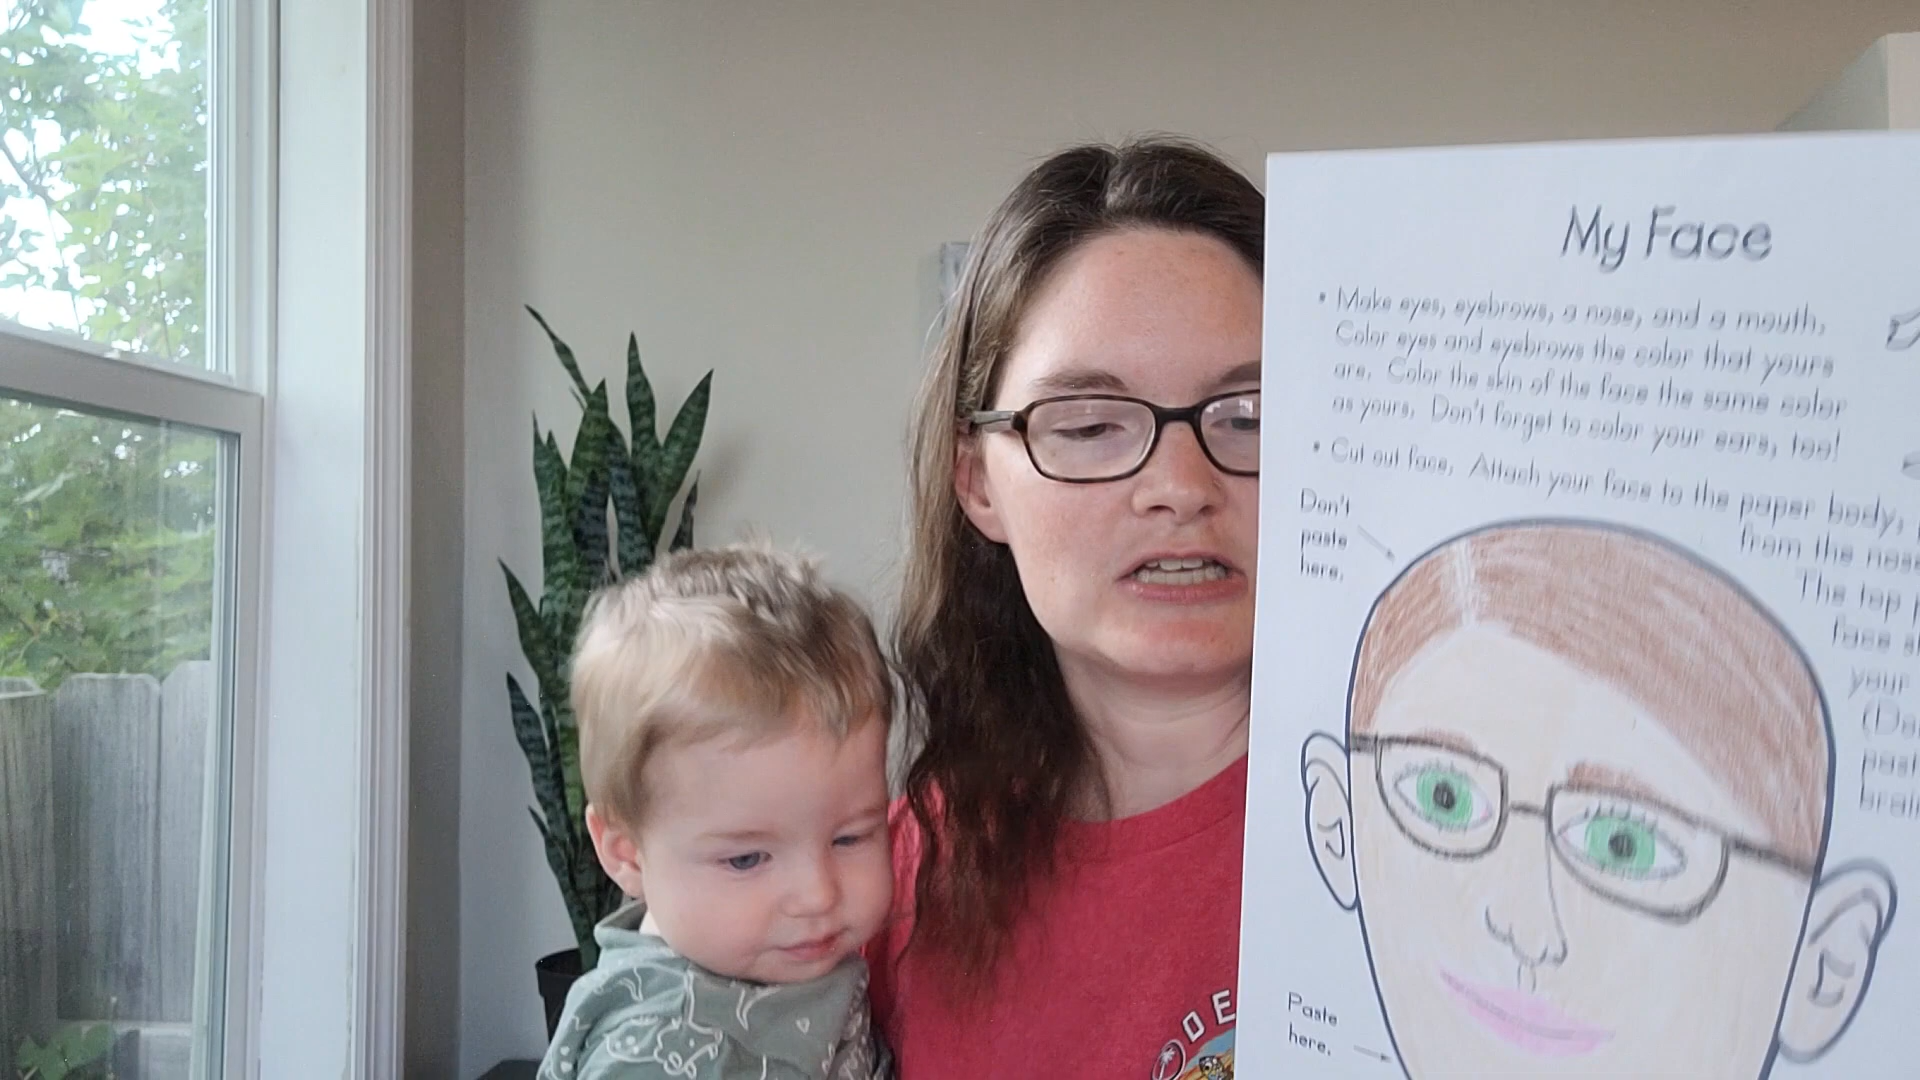 My Face
• Make eyes, eyebrows, a nose, and a mouth.
Color eyes and eyebrows the color that yours
are. Color the skin of the face the same color
as yours. Don't forget to color your ears, too!
• Cut out face. Attach your face to the paper body,
from the nose
The top
face
your
Don't
paste
here.
Paste
here.
DE